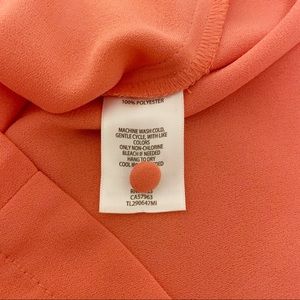 100% POLYESTER
MACHINE WASH COLD,
GENTLE CYCLE, WITH LIKE
COLORS
ONLY NON-CHLORINE
BLEACH IF NEEDED
HANG TO DRY
COOL
CA57963
TL290647MI